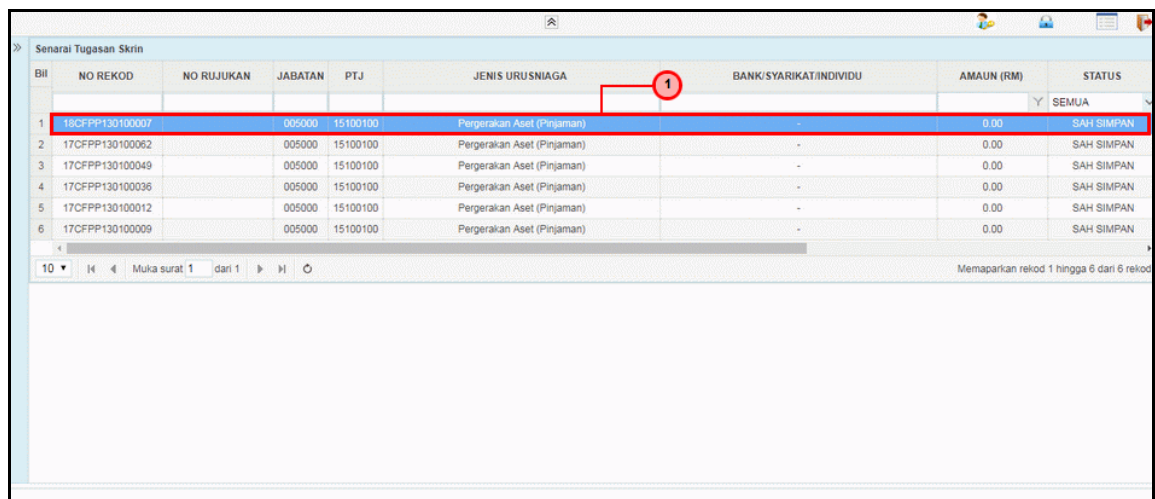 Senarai Tugasan Skrin
Bil NO REKOD NO RUJUKAN JABATAN PTJ JENIS URUSNIAGA BANK/SYARIKAT/INDIVIDU AMAUN (RM) STATUS
1
SEMUA
1 18CFPP130100007 005000 15100100 Pergerakan Aset (Pinjaman) - 0.00 SAH SIMPAN
2 17CFPP130100062 005000 15100100 Pergerakan Aset (Pinjaman) - 0.00 SAH SIMPAN
3 17CFPP130100049 005000 15100100 Pergerakan Aset (Pinjaman) - 0.00 SAH SIMPAN
4 17CFPP130100036 005000 15100100 Pergerakan Aset (Pinjaman) - 0.00 SAH SIMPAN
5 17CFPP130100012 005000 15100100 Pergerakan Aset (Pinjaman) - 0.00 SAH SIMPAN
6 17CFPP130100009 005000 15100100 Pergerakan Aset (Pinjaman) - 0.00 SAH SIMPAN
10 Muka surat 1 dari 1 Memaparkan rekod 1 hingga 6 dari 6 rekod